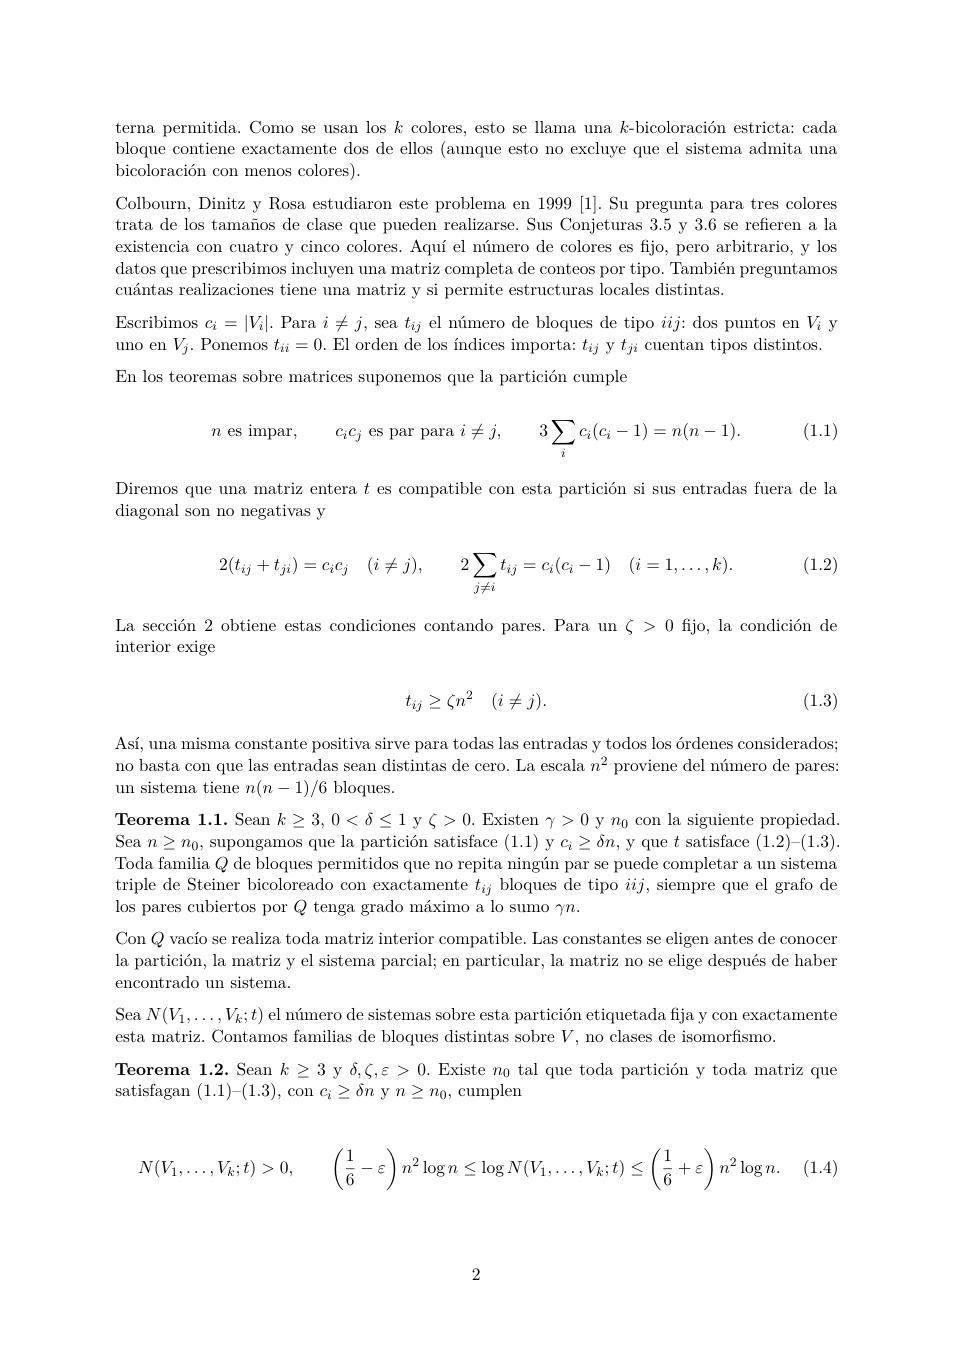 terna permitida. Como se usan los k colores, esto se llama una k-bicoloración estricta: cada
bloque contiene exactamente dos de ellos (aunque esto no excluye que el sistema admita una
bicoloración con menos colores).
Colbourn, Dinitz y Rosa estudiaron este problema en 1999 [1]. Su pregunta para tres colores
trata de los tamaños de clase que pueden realizarse. Sus Conjeturas 3.5 y 3.6 se refieren a la
existencia con cuatro y cinco colores. Aquí el número de colores es fijo, pero arbitrario, y los
datos que prescribimos incluyen una matriz completa de conteos por tipo. También preguntamos
cuántas realizaciones tiene una matriz y si permite estructuras locales distintas.
Escribimos c_i = |V_i|. Para i ≠ j, sea t_{ij} el número de bloques de tipo iij: dos puntos en V_i y
uno en V_j. Ponemos t_{ii} = 0. El orden de los índices importa: t_{ij} y t_{ji} cuentan tipos distintos.
En los teoremas sobre matrices suponemos que la partición cumple
n es impar, c_i c_j es par para i ≠ j, 3 ∑_i c_i(c_i − 1) = n(n − 1). (1.1)
Diremos que una matriz entera t es compatible con esta partición si sus entradas fuera de la
diagonal son no negativas y
2(t_{ij} + t_{ji}) = c_i c_j (i ≠ j), 2 ∑_{j≠i} t_{ij} = c_i(c_i − 1) (i = 1, . . . , k). (1.2)
La sección 2 obtiene estas condiciones contando pares. Para un ζ > 0 fijo, la condición de
interior exige
t_{ij} ≥ ζn² (i ≠ j). (1.3)
Así, una misma constante positiva sirve para todas las entradas y todos los órdenes considerados;
no basta con que las entradas sean distintas de cero. La escala n² proviene del número de pares:
un sistema tiene n(n − 1)/6 bloques.
Teorema 1.1. Sean k ≥ 3, 0 < δ ≤ 1 y ζ > 0. Existen γ > 0 y n_0 con la siguiente propiedad.
Sea n ≥ n_0, supongamos que la partición satisface (1.1) y c_i ≥ δn, y que t satisface (1.2)–(1.3).
Toda familia Q de bloques permitidos que no repita ningún par se puede completar a un sistema
triple de Steiner bicoloreado con exactamente t_{ij} bloques de tipo iij, siempre que el grafo de
los pares cubiertos por Q tenga grado máximo a lo sumo γn.
Con Q vacío se realiza toda matriz interior compatible. Las constantes se eligen antes de conocer
la partición, la matriz y el sistema parcial; en particular, la matriz no se elige después de haber
encontrado un sistema.
Sea N(V_1, . . . , V_k; t) el número de sistemas sobre esta partición etiquetada fija y con exactamente
esta matriz. Contamos familias de bloques distintas sobre V, no clases de isomorfismo.
Teorema 1.2. Sean k ≥ 3 y δ, ζ, ε > 0. Existe n_0 tal que toda partición y toda matriz que
satisfagan (1.1)–(1.3), con c_i ≥ δn y n ≥ n_0, cumplen
N(V_1, . . . , V_k; t) > 0, (1/6 − ε) n² log n ≤ log N(V_1, . . . , V_k; t) ≤ (1/6 + ε) n² log n. (1.4)
2